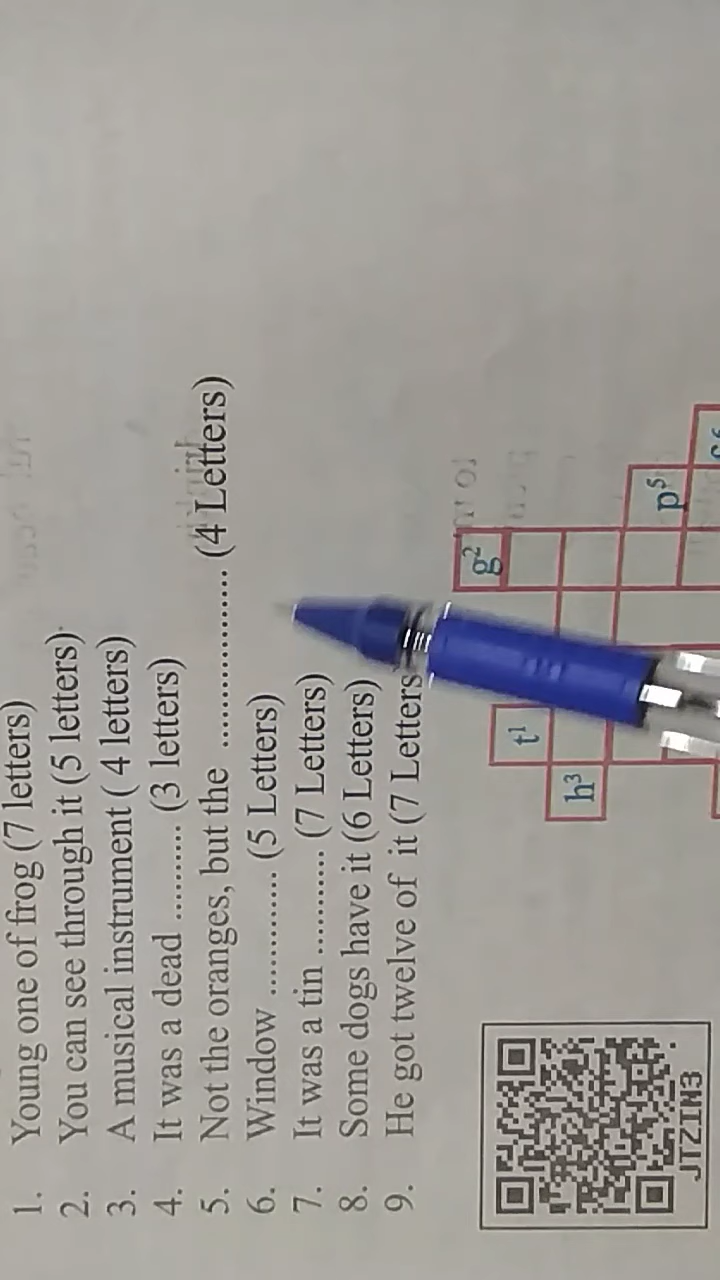 1. Young one of frog (7 letters)
2. You can see through it (5 letters)
3. A musical instrument ( 4 letters)
4. It was a dead .......... (3 letters)
5. Not the oranges, but the .................... (4 Letters)
6. Window ............. (5 Letters)
7. It was a tin ........... (7 Letters)
8. Some dogs have it (6 Letters)
9. He got twelve of it (7 Letters
g2
t1
h3
p5
JTZIN3